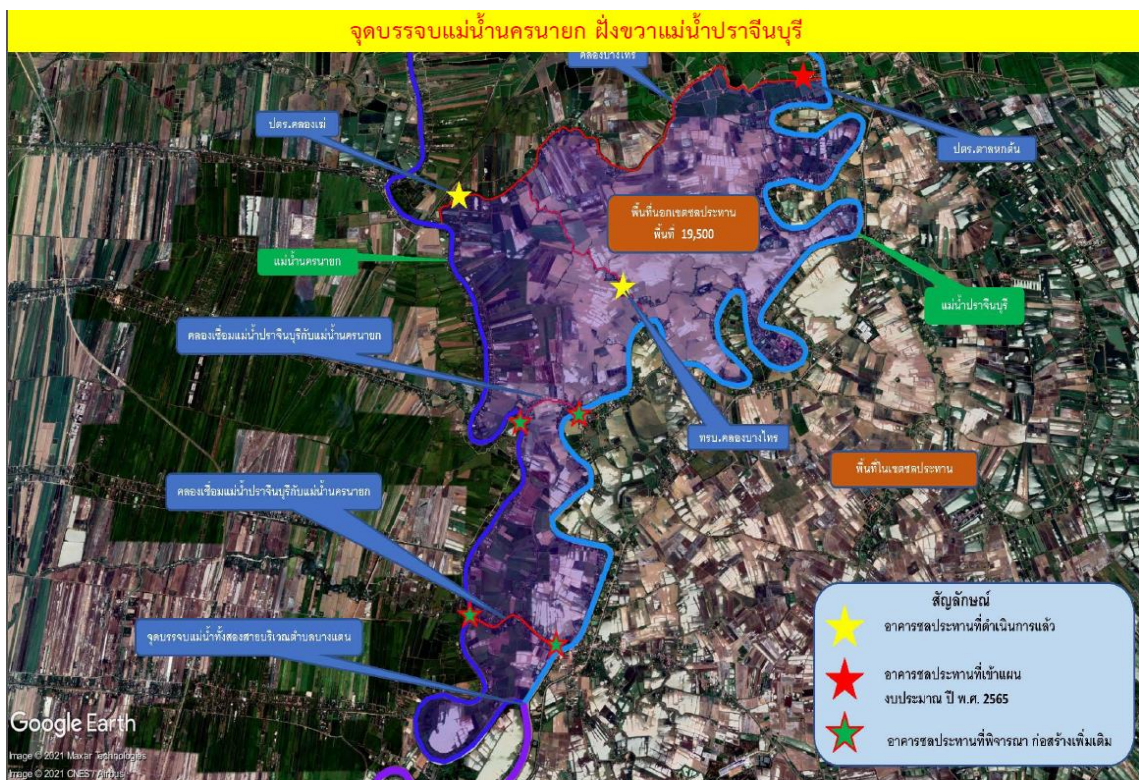 จุดบรรจบแม่น้ำนครนายก ฝั่งขวาแม่น้ำปราจีนบุรี
คลองบางไทร
ปตร.คลองเฆ่
ปตร.ตาลหกต้น
พื้นที่นอกเขตชลประทาน
พื้นที่ 19,500
แม่น้ำนครนายก
แม่น้ำปราจีนบุรี
คลองเชื่อมแม่น้ำปราจีนบุรีกับแม่น้ำนครนายก
ทรบ.คลองบางไทร
พื้นที่ในเขตชลประทาน
คลองเชื่อมแม่น้ำปราจีนบุรีกับแม่น้ำนครนายก
จุดบรรจบแม่น้ำทั้งสองสายบริเวณตำบลบางแตน
สัญลักษณ์
อาคารชลประทานที่ดำเนินการแล้ว
อาคารชลประทานที่เข้าแผน
งบประมาณ ปี พ.ศ. 2565
อาคารชลประทานที่พิจารณา ก่อสร้างเพิ่มเติม
Google Earth
Image © 2021 Maxar Technologies
Image © 2021 CNES / Airbus